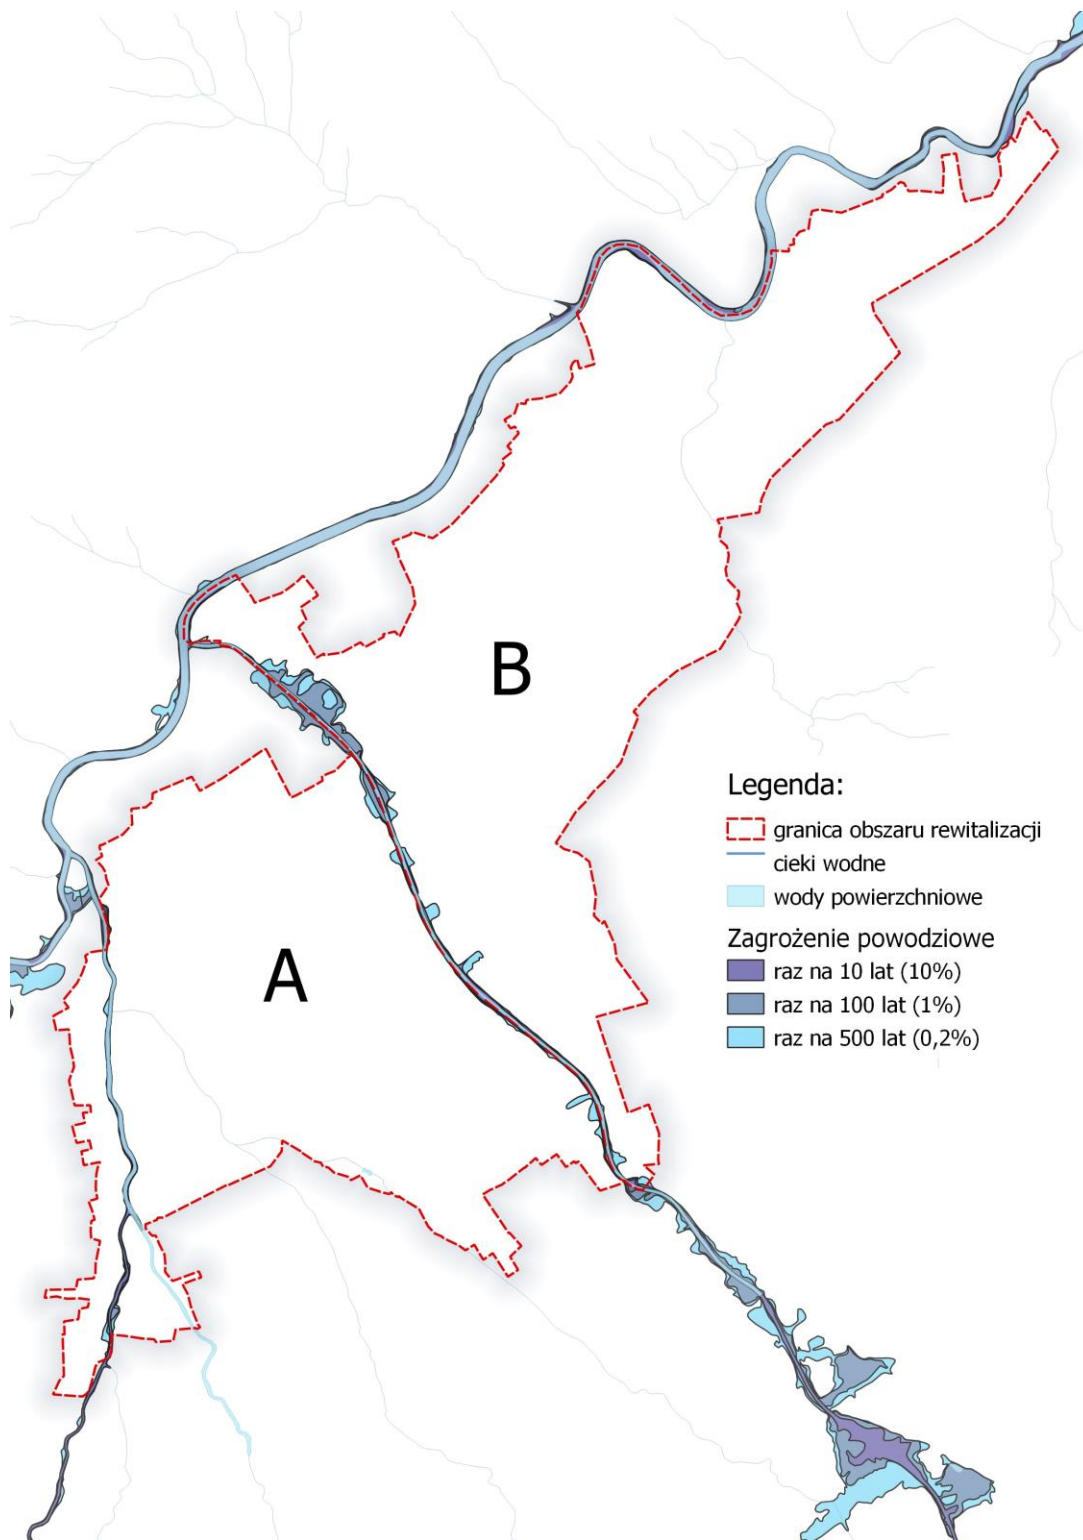 B
Legenda:
granica obszaru rewitalizacji
cieki wodne
wody powierzchniowe
Zagrożenie powodziowe
raz na 10 lat (10%)
A
raz na 100 lat (1%)
raz na 500 lat (0,2%)